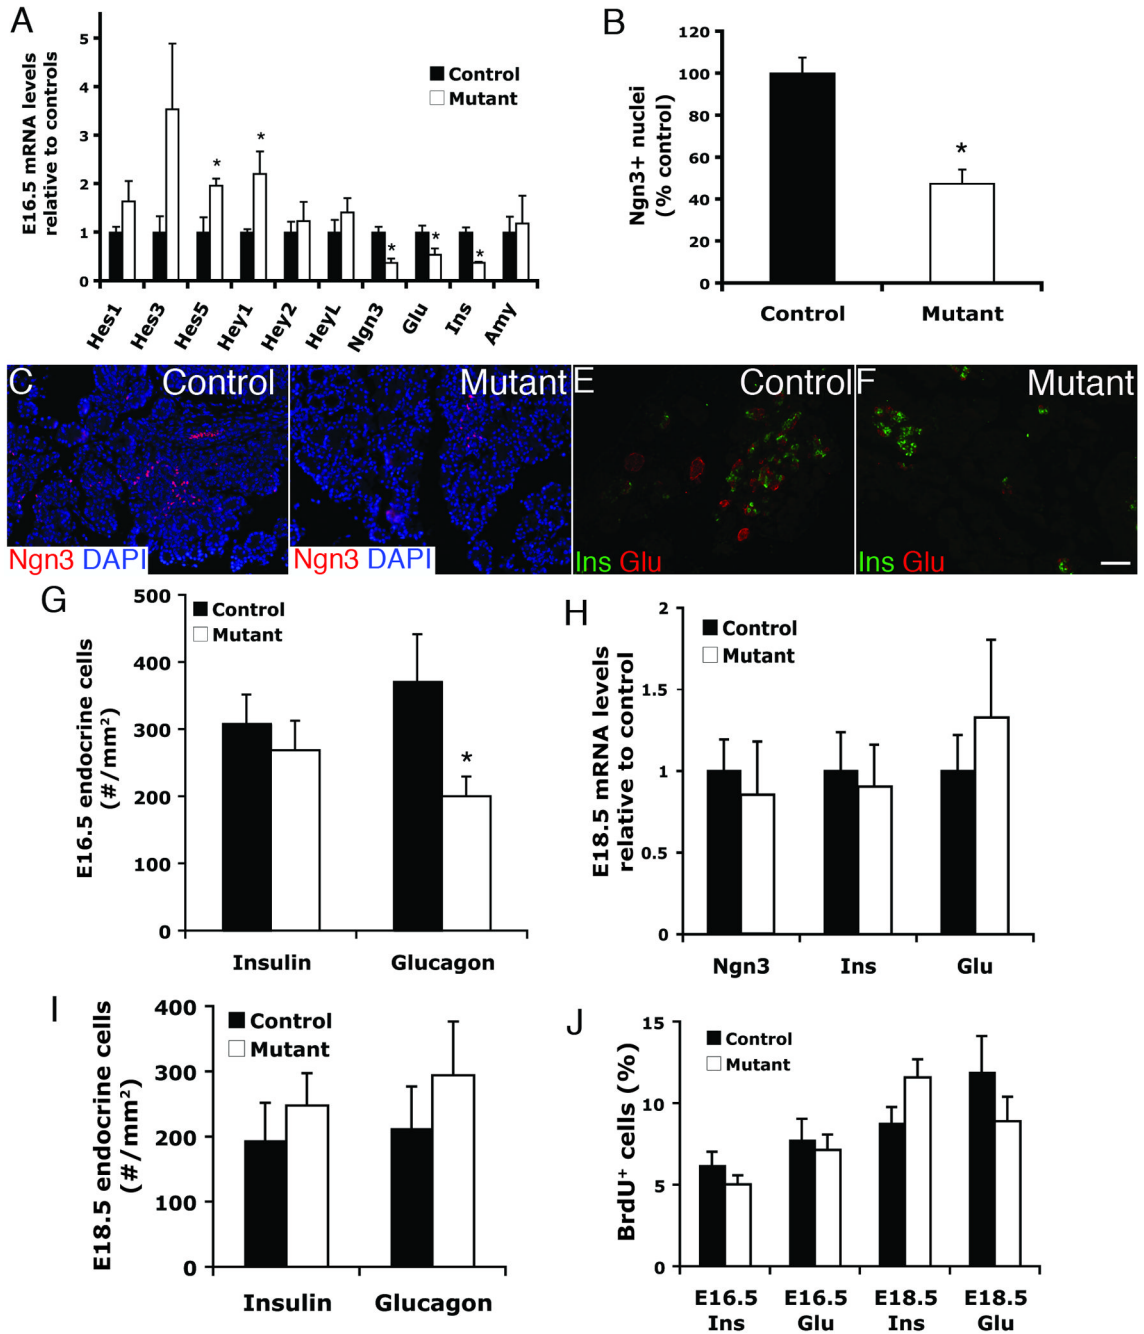 A
E16.5 mRNA levels
relative to controls
5
4
3
2
1
0
Control
Mutant
*
*
*
*
*
Hes1
Hes3
Hes5
Hey1
Hey2
HeyL
Ngn3
Glu
Ins
Amy
B
Ngn3+ nuclei
(% control)
120
100
80
60
40
20
0
*
Control
Mutant
C
Control
Ngn3 DAPI
Mutant
Ngn3 DAPI
E
Control
Ins Glu
F
Mutant
Ins Glu
G
E16.5 endocrine cells
(#/mm²)
500
400
300
200
100
0
Control
Mutant
*
Insulin
Glucagon
H
E18.5 mRNA levels
relative to control
2
1.5
1
0.5
0
Control
Mutant
Ngn3
Ins
Glu
I
E18.5 endocrine cells
(#/mm²)
400
300
200
100
0
Control
Mutant
Insulin
Glucagon
J
BrdU⁺ cells (%)
15
10
5
0
Control
Mutant
E16.5
Ins
E16.5
Glu
E18.5
Ins
E18.5
Glu